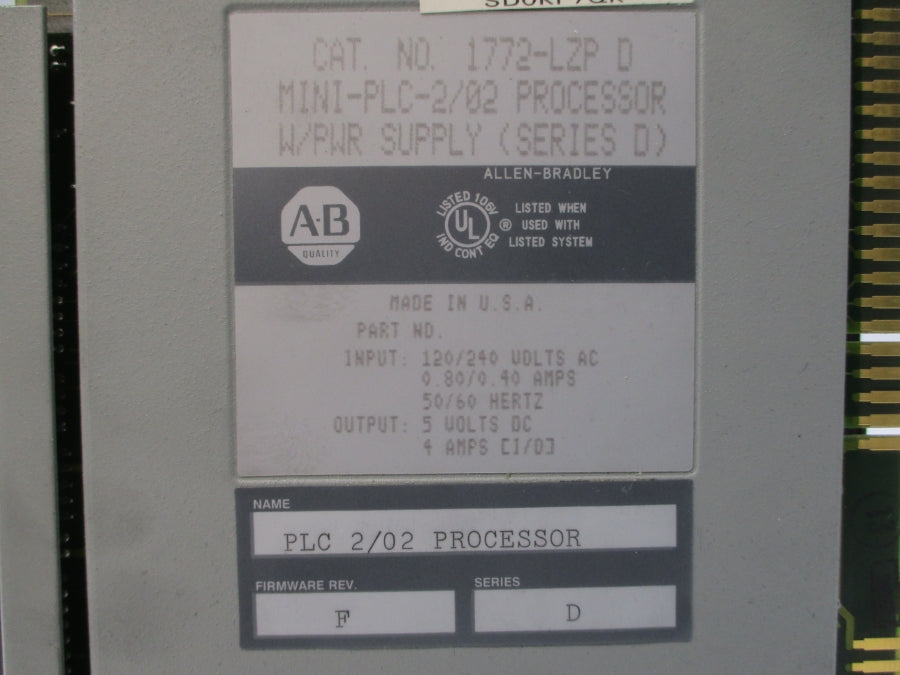 CAT. NO. 1772-LZP D
MINI-PLC-2/02 PROCESSOR
W/PWR SUPPLY (SERIES D)
ALLEN-BRADLEY
A-B
QUALITY
LISTED 106V
UL
IND CONT EQ
®
LISTED WHEN
USED WITH
LISTED SYSTEM
MADE IN U.S.A.
PART NO.
INPUT: 120/240 VOLTS AC
0.80/0.40 AMPS
50/60 HERTZ
OUTPUT: 5 VOLTS DC
4 AMPS [I/O]
NAME
PLC 2/02 PROCESSOR
FIRMWARE REV.
F
SERIES
D